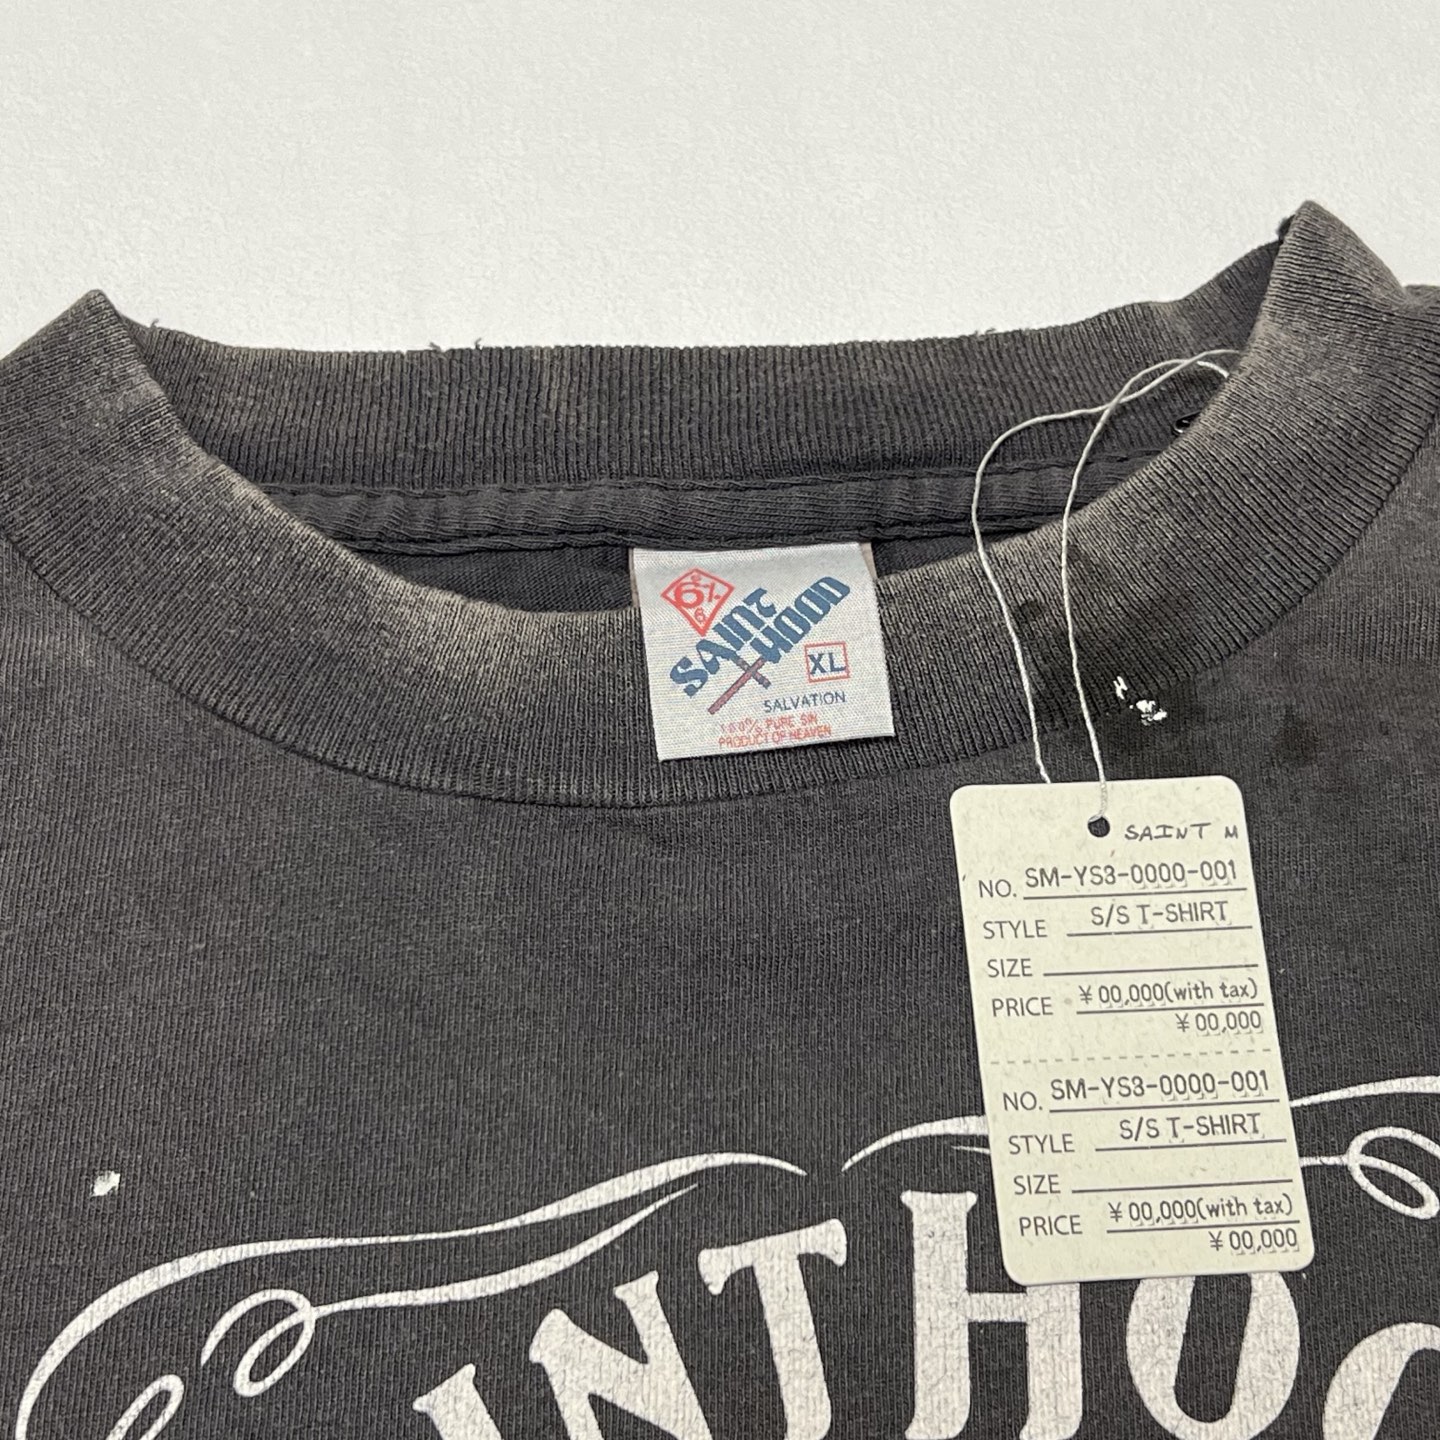 6%
SAINT
HOOD
XL
SALVATION
100% PURE SIN
PRODUCT OF HEAVEN
SAINT M
NO. SM-YS3-0000-001
STYLE S/S T-SHIRT
SIZE
PRICE ¥00,000(with tax)
¥00,000
NO. SM-YS3-0000-001
STYLE S/S T-SHIRT
SIZE
PRICE ¥00,000(with tax)
¥00,000
INTHO